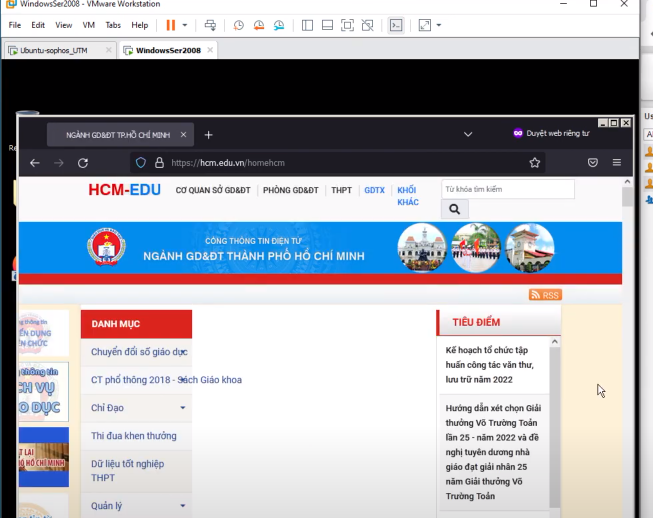 WindowsSer2008 - VMware Workstation
File Edit View VM Tabs Help
Ubuntu-sophos_UTM × WindowsSer2008 ×
NGÀNH GD&ĐT TP.HỒ CHÍ MINH × +
Duyệt web riêng tư
https://hcm.edu.vn/homehcm
HCM-EDU CƠ QUAN SỞ GD&ĐT PHÒNG GD&ĐT THPT GDTX KHỐI KHÁC
Từ khóa tìm kiếm
CỔNG THÔNG TIN ĐIỆN TỬ
NGÀNH GD&ĐT THÀNH PHỐ HỒ CHÍ MINH
RSS
DANH MỤC
Chuyển đổi số giáo dục
CT phổ thông 2018 - Sách Giáo khoa
Chỉ Đạo
Thi đua khen thưởng
Dữ liệu tốt nghiệp
THPT
Quản lý
TIÊU ĐIỂM
Kế hoạch tổ chức tập
huấn công tác văn thư,
lưu trữ năm 2022
Hướng dẫn xét chọn Giải
thưởng Võ Trường Toản
lần 25 - năm 2022 và đề
nghị tuyên dương nhà
giáo đạt giải nhân 25
năm Giải thưởng Võ
Trường Toản